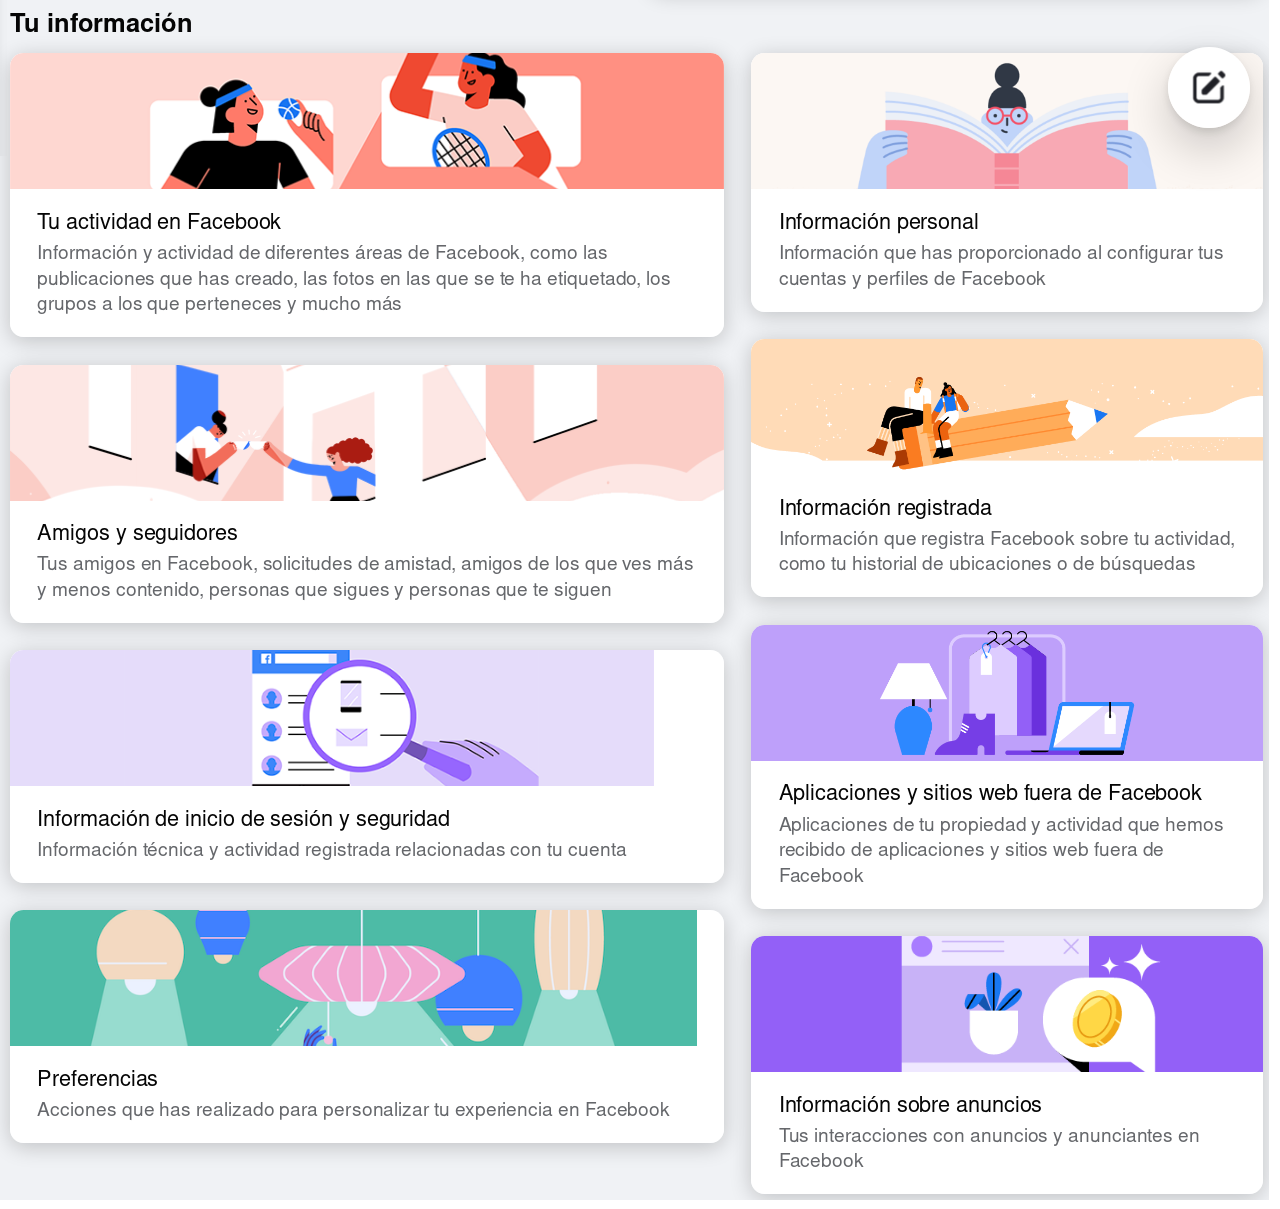 Tu información
Tu actividad en Facebook
Información y actividad de diferentes áreas de Facebook, como las
publicaciones que has creado, las fotos en las que se te ha etiquetado, los
grupos a los que perteneces y mucho más
Amigos y seguidores
Tus amigos en Facebook, solicitudes de amistad, amigos de los que ves más
y menos contenido, personas que sigues y personas que te siguen
Información de inicio de sesión y seguridad
Información técnica y actividad registrada relacionadas con tu cuenta
Preferencias
Acciones que has realizado para personalizar tu experiencia en Facebook
Información personal
Información que has proporcionado al configurar tus
cuentas y perfiles de Facebook
Información registrada
Información que registra Facebook sobre tu actividad,
como tu historial de ubicaciones o de búsquedas
Aplicaciones y sitios web fuera de Facebook
Aplicaciones de tu propiedad y actividad que hemos
recibido de aplicaciones y sitios web fuera de
Facebook
Información sobre anuncios
Tus interacciones con anuncios y anunciantes en
Facebook